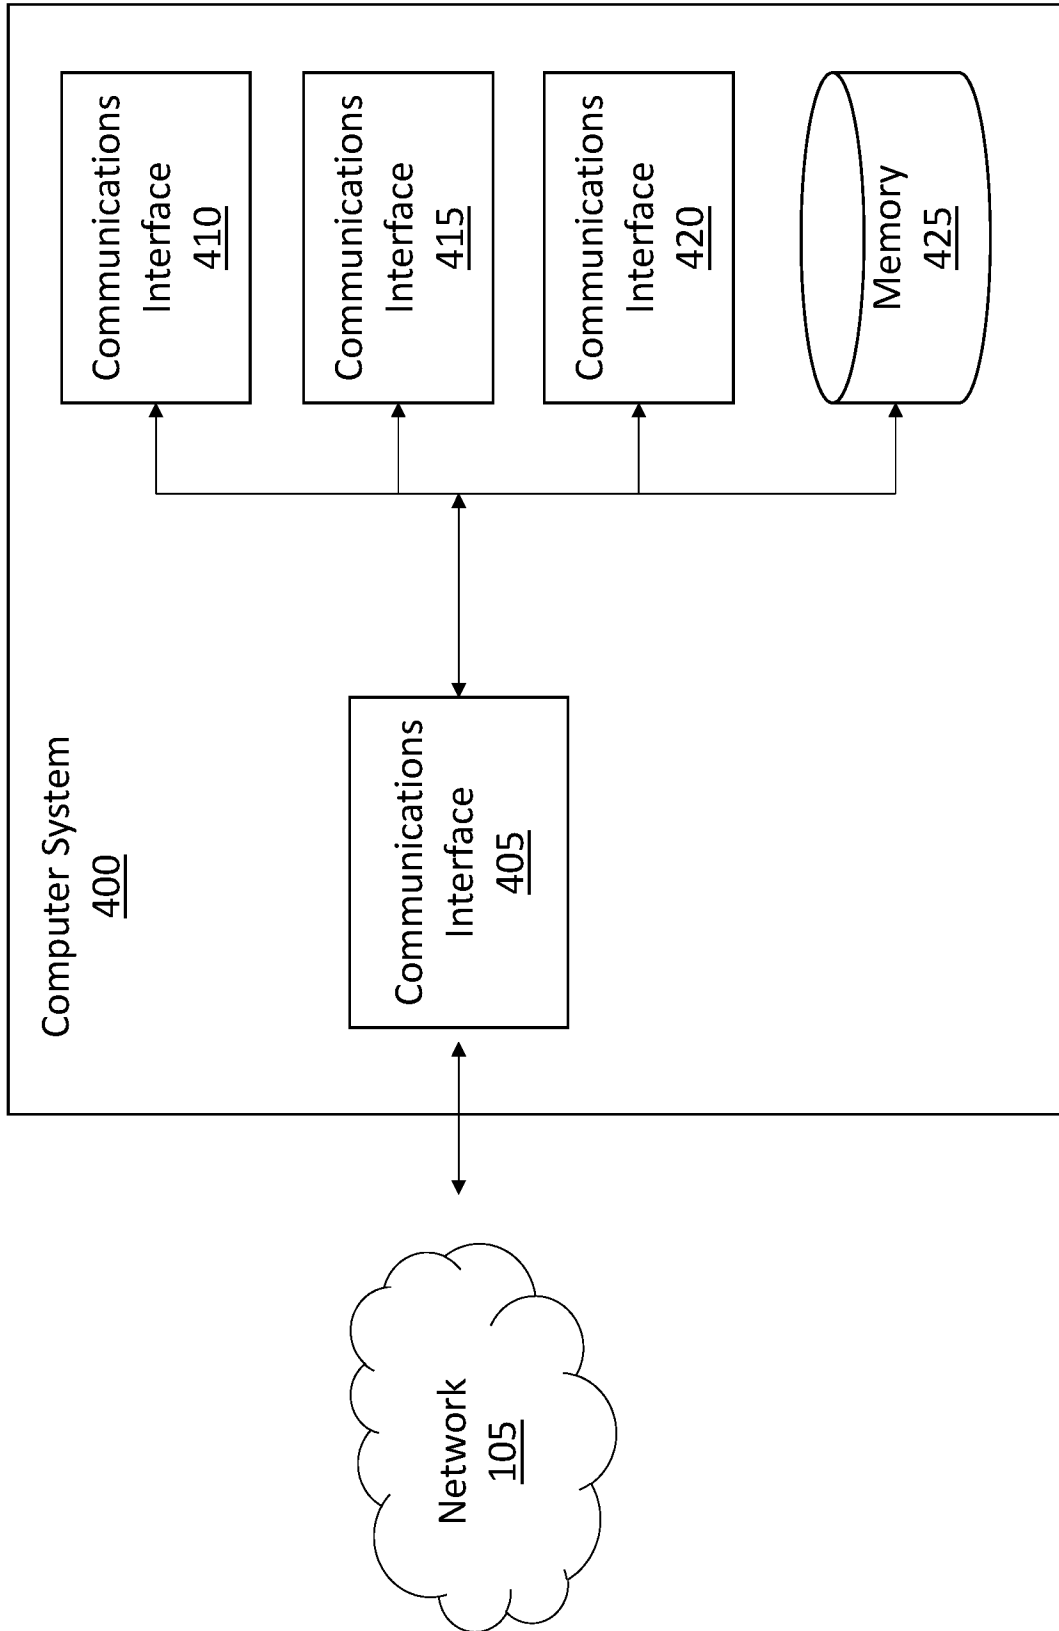 Computer System
400
Communications
Interface
410
Communications
Interface
415
Communications
Interface
420
Memory
425
Communications
Interface
405
Network
105